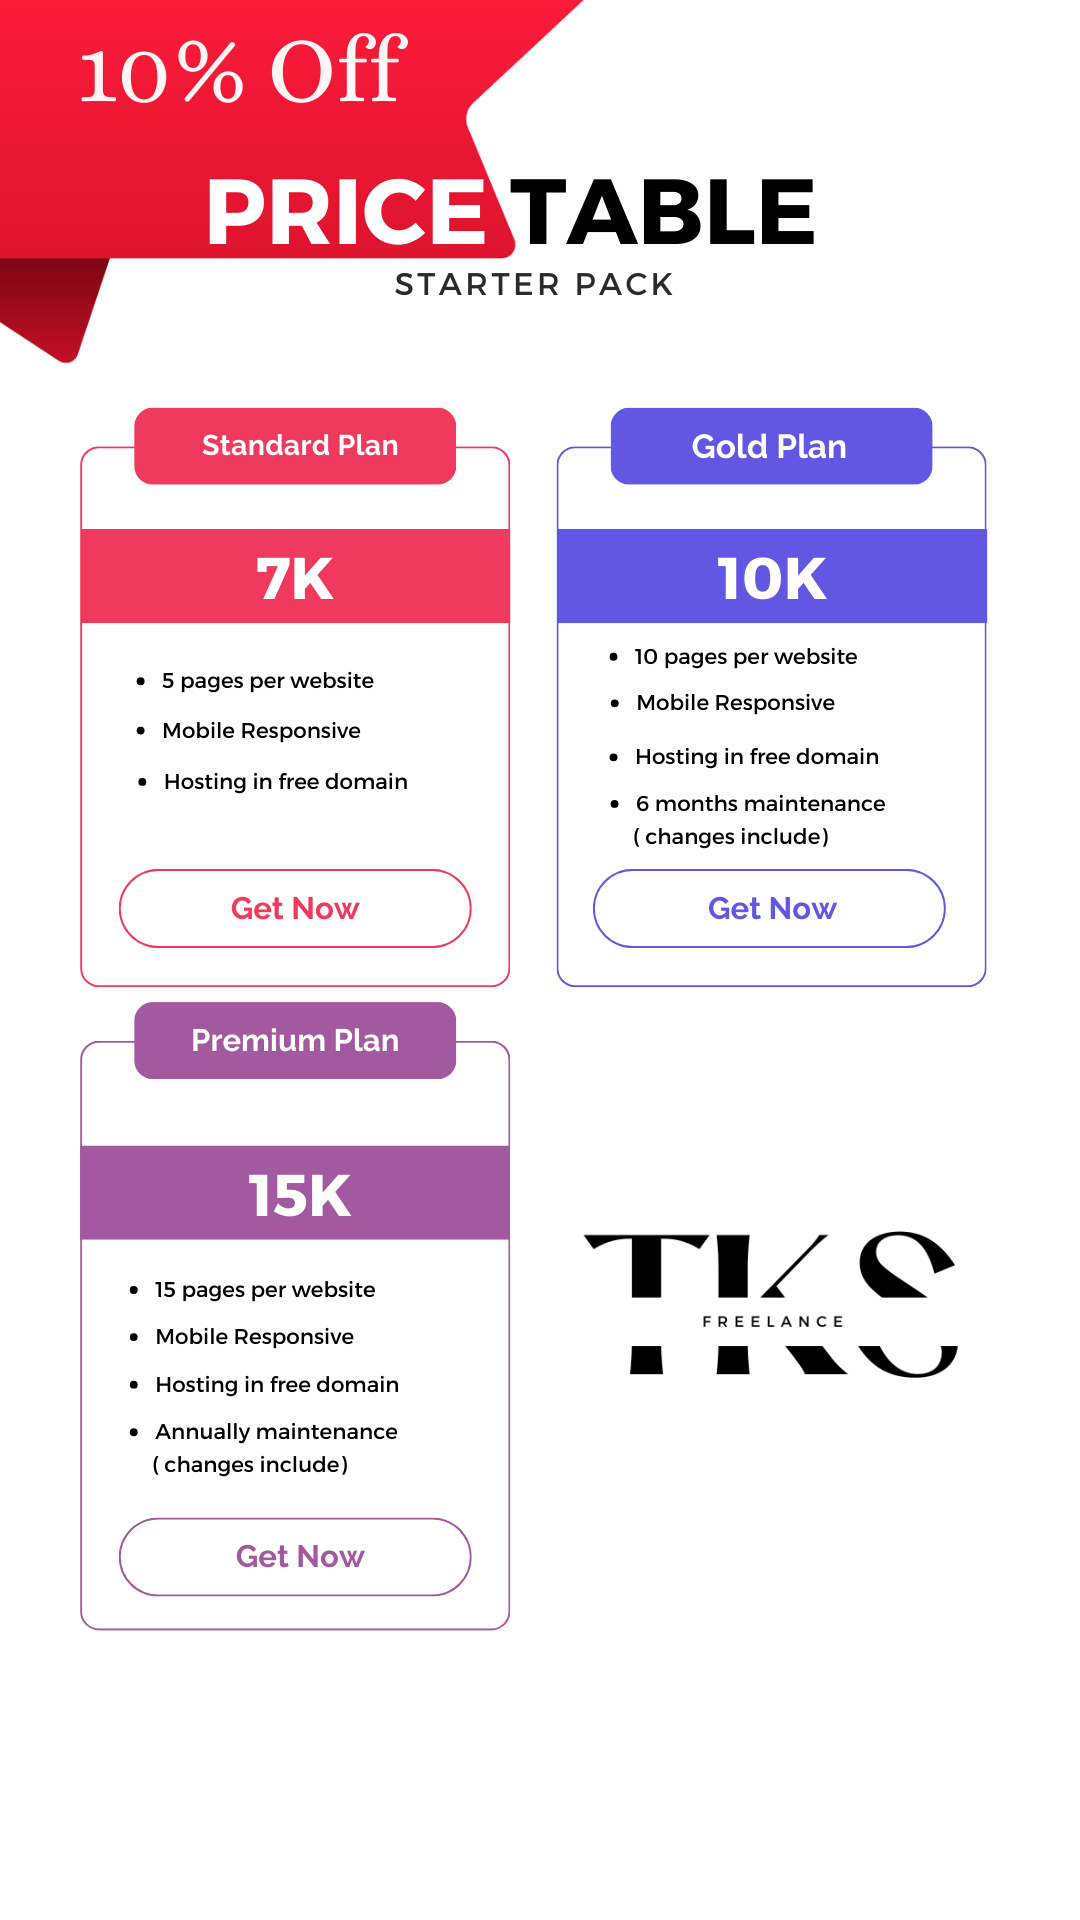 10% Off
PRICE TABLE
STARTER PACK
Standard Plan
7K
• 5 pages per website
• Mobile Responsive
• Hosting in free domain
Get Now
Gold Plan
10K
• 10 pages per website
• Mobile Responsive
• Hosting in free domain
• 6 months maintenance
( changes include)
Get Now
Premium Plan
15K
• 15 pages per website
• Mobile Responsive
• Hosting in free domain
• Annually maintenance
( changes include)
Get Now
TKS
FREELANCE